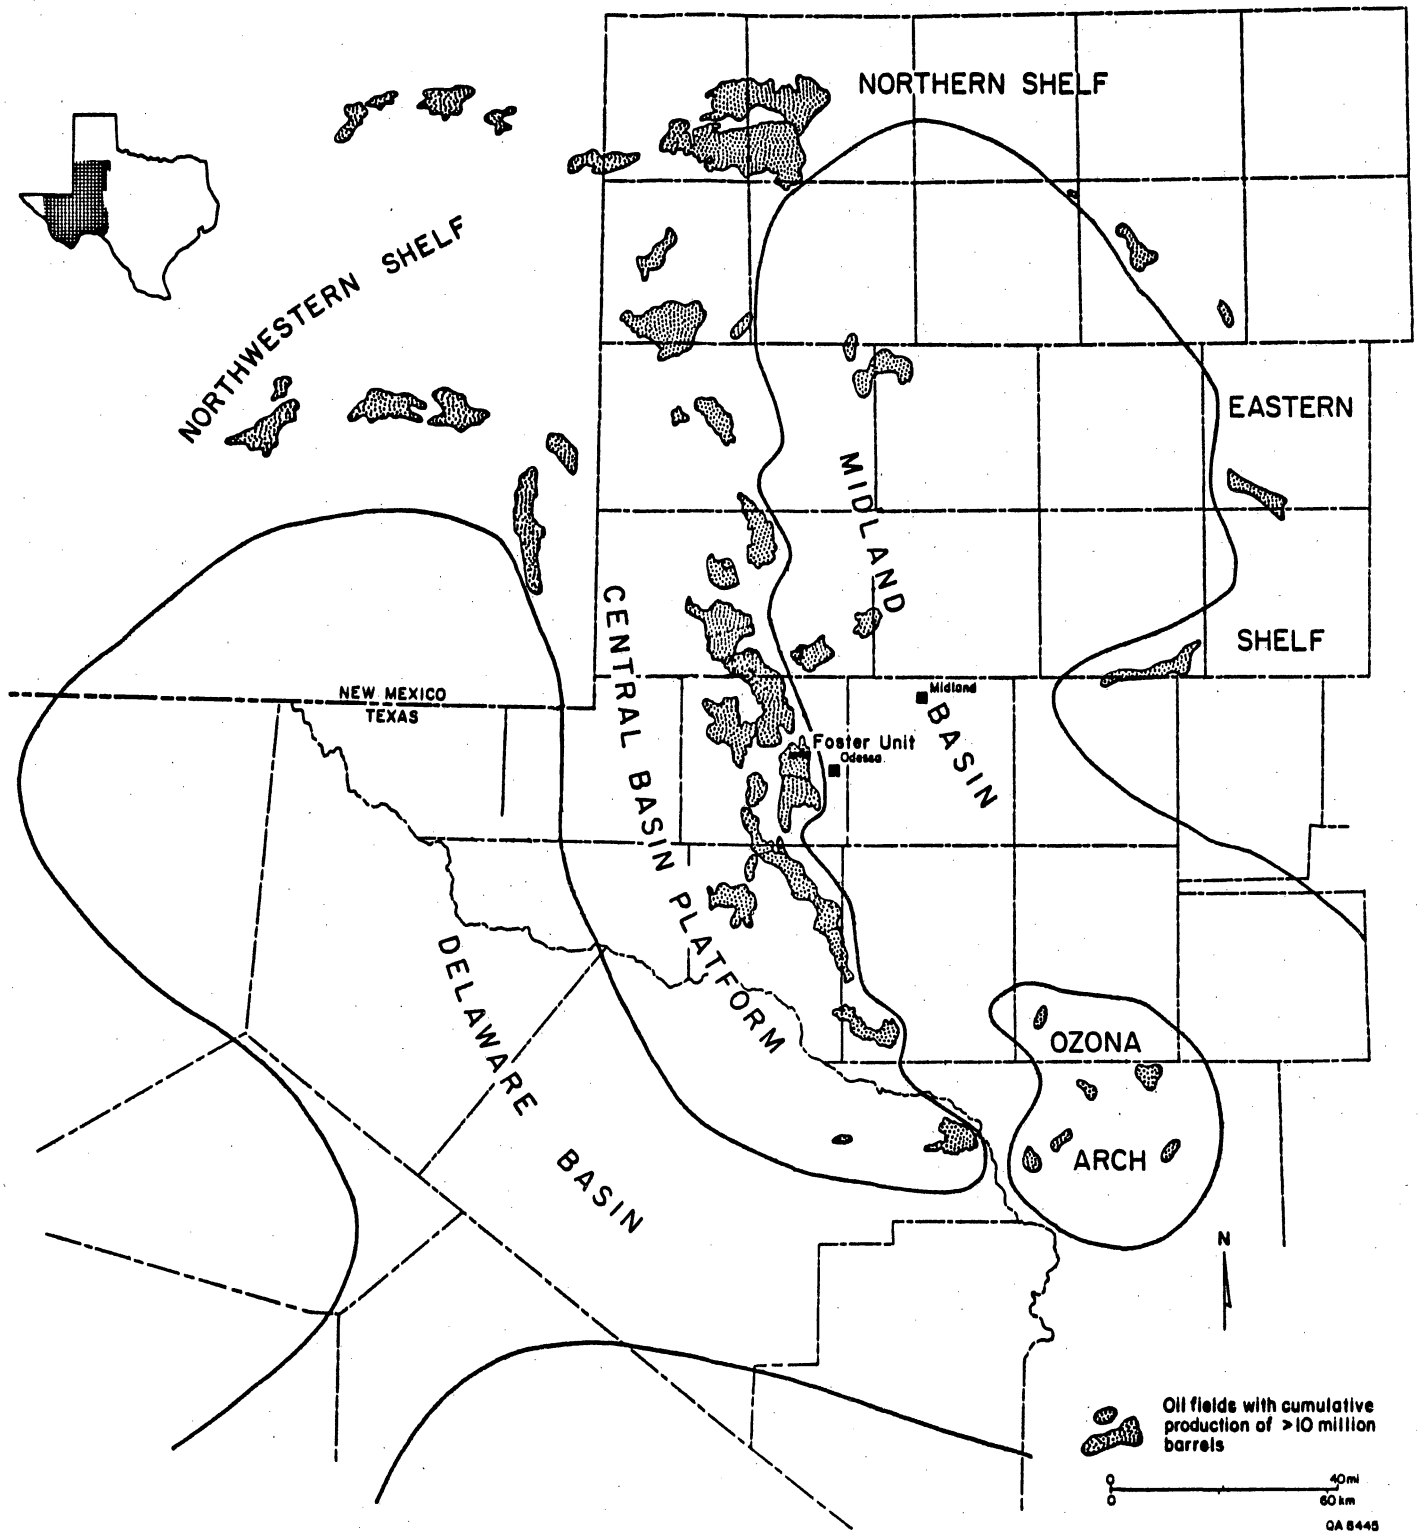 NORTHERN SHELF
NORTHWESTERN SHELF
EASTERN
MIDLAND
SHELF
CENTRAL BASIN PLATFORM
NEW MEXICO
TEXAS
Midland
BASIN
Foster Unit
Odessa
DELAWARE
BASIN
OZONA
ARCH
N
Oil fields with cumulative
production of >10 million
barrels
0 40 mi
0 60 km
QA 8445